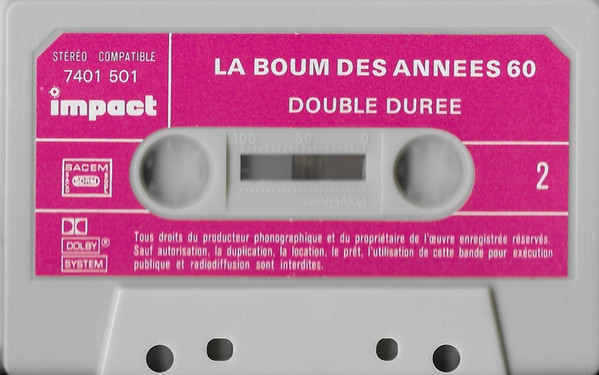 STÉRÉO COMPATIBLE
7401 501
impact
LA BOUM DES ANNEES 60
DOUBLE DUREE
100 50 0
PolyGram
SACEM
2
DOLBY ®
SYSTEM
Tous droits du producteur phonographique et du propriétaire de l'œuvre enregistrée réservés.
Sauf autorisation, la duplication, la location, le prêt, l'utilisation de cette bande pour exécution
publique et radiodiffusion sont interdites.